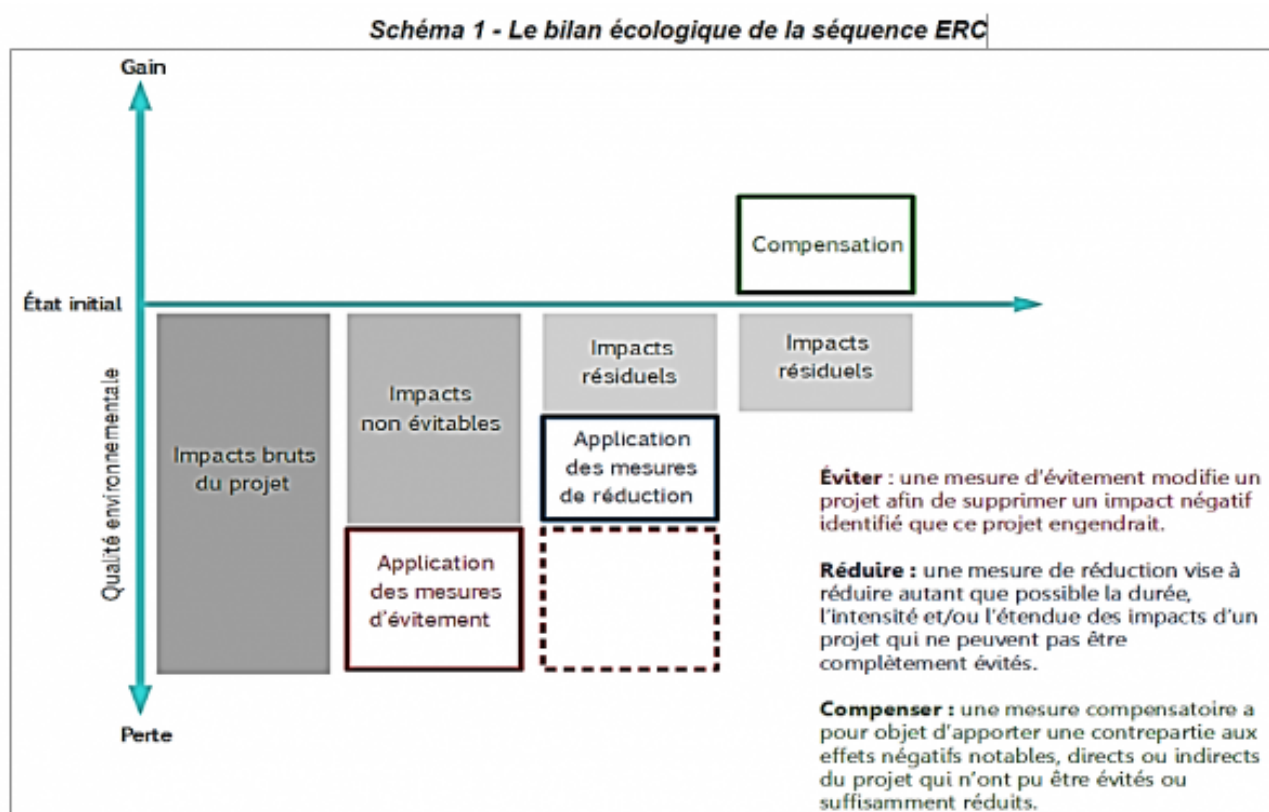 Schéma 1 - Le bilan écologique de la séquence ERC
Gain
Compensation
État initial
Qualité environnementale
Impacts bruts
du projet
Impacts
non évitables
Application
des mesures
d'évitement
Impacts
résiduels
Application
des mesures
de réduction
Impacts
résiduels
Perte
Éviter : une mesure d'évitement modifie un
projet afin de supprimer un impact négatif
identifié que ce projet engendrait.
Réduire : une mesure de réduction vise à
réduire autant que possible la durée,
l'intensité et/ou l'étendue des impacts d'un
projet qui ne peuvent pas être
complètement évités.
Compenser : une mesure compensatoire a
pour objet d'apporter une contrepartie aux
effets négatifs notables, directs ou indirects
du projet qui n'ont pu être évités ou
suffisamment réduits.